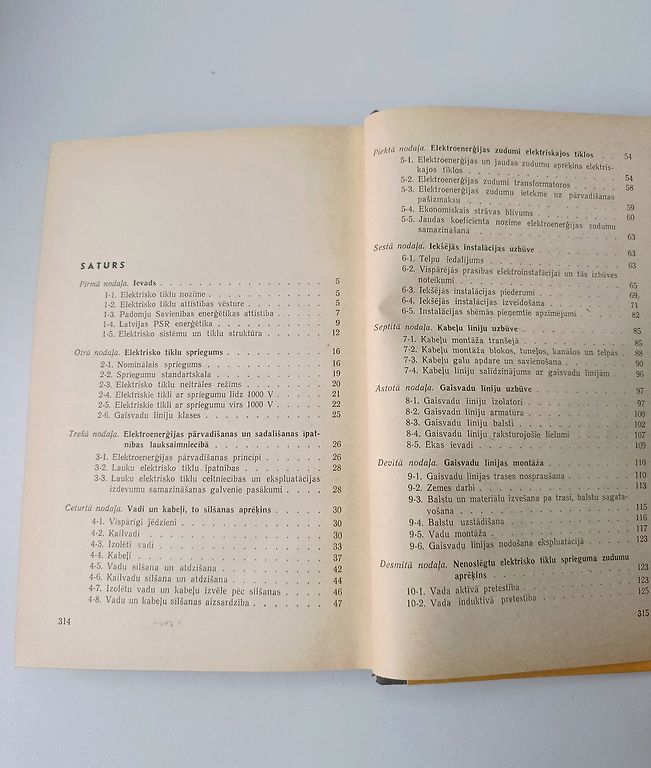 SATURS
Pirmā nodaļa. Ievads . . . . . . . . . . . . . . . . 5
1-1. Elektrisko tīklu nozīme . . . . . . . . . . . . 5
1-2. Elektrisko tīklu attīstības vēsture . . . . . . . . 5
1-3. Padomju Savienības enerģētikas attīstība . . . . . 7
1-4. Latvijas PSR enerģētika . . . . . . . . . . . . 9
1-5. Elektrisko sistēmu un tīklu struktūra . . . . . . . 12
Otrā nodaļa. Elektrisko tīklu spriegums . . . . . . . . 16
2-1. Nominālais spriegums . . . . . . . . . . . . 16
2-2. Spriegumu standartskala . . . . . . . . . . . 19
2-3. Elektrisko tīklu neitrāles režīms . . . . . . . . 20
2-4. Elektriskie tīkli ar spriegumu līdz 1000 V . . . . . 21
2-5. Elektriskie tīkli ar spriegumu virs 1000 V . . . . . 22
2-6. Gaisvadu līniju klases . . . . . . . . . . . . 25
Trešā nodaļa. Elektroenerģijas pārvadīšanas un sadalīšanas īpat-
nības lauksaimniecībā . . . . . . . . . . . . 26
3-1. Elektroenerģijas pārvadīšanas principi . . . . . . 26
3-2. Lauku elektrisko tīklu īpatnības . . . . . . . . 28
3-3. Lauku elektrisko tīklu celtniecības un ekspluatācijas
izdevumu samazināšanas galvenie pasākumi . . . . 28
Ceturtā nodaļa. Vadi un kabeļi, to silšanas aprēķins . . . . 30
4-1. Vispārīgi jēdzieni . . . . . . . . . . . . . . 30
4-2. Kailvadi . . . . . . . . . . . . . . . . . 30
4-3. Izolēti vadi . . . . . . . . . . . . . . . . 33
4-4. Kabeļi . . . . . . . . . . . . . . . . . . 37
4-5. Vadu silšana un atdzišana . . . . . . . . . . . 42
4-6. Kailvadu silšana un atdzišana . . . . . . . . . 44
4-7. Izolētu vadu un kabeļu izvēle pēc silšanas . . . . . 46
4-8. Vadu un kabeļu silšanas aizsardzība . . . . . . . 47
314
Piektā nodaļa. Elektroenerģijas zudumi elektriskajos tīklos . . 54
5-1. Elektroenerģijas un jaudas zudumu aprēķins elektris-
kajos tīklos . . . . . . . . . . . . . . . 54
5-2. Elektroenerģijas zudumi transformatoros . . . . . 58
5-3. Elektroenerģijas zudumu ietekme uz pārvadīšanas
pašizmaksu . . . . . . . . . . . . . . . 59
5-4. Ekonomiskais strāvas blīvums . . . . . . . . . 60
5-5. Jaudas koeficienta nozīme elektroenerģijas zudumu
samazināšanā . . . . . . . . . . . . . . . 63
Sestā nodaļa. Iekšējās instalācijas uzbūve . . . . . . . . 63
6-1. Telpu iedalījums . . . . . . . . . . . . . . 63
6-2. Vispārējās prasības elektroinstalācijai un tās izbūves
noteikumi . . . . . . . . . . . . . . . . 65
6-3. Iekšējās instalācijas piederumi . . . . . . . . . 69
6-4. Iekšējās instalācijas izveidošana . . . . . . . . . 71
6-5. Instalācijas shēmās pieņemtie apzīmējumi . . . . . 82
Septītā nodaļa. Kabeļu līniju uzbūve . . . . . . . . . . 85
7-1. Kabeļu montāža tranšejā . . . . . . . . . . . 85
7-2. Kabeļu montāža blokos, tuneļos, kanālos un telpās 88
7-3. Kabeļu galu apdare un savienošana . . . . . . . 90
7-4. Kabeļu līniju salīdzinājums ar gaisvadu līnijām . . . 96
Astotā nodaļa. Gaisvadu līniju uzbūve . . . . . . . . . 97
8-1. Gaisvadu līniju izolatori . . . . . . . . . . . 97
8-2. Gaisvadu līniju armatūra . . . . . . . . . . . 100
8-3. Gaisvadu līniju balsti . . . . . . . . . . . . 102
8-4. Gaisvadu līniju raksturojošie lielumi . . . . . . . 107
8-5. Ēkas ievadi . . . . . . . . . . . . . . . . 109
Devītā nodaļa. Gaisvadu līnijas montāža . . . . . . . . 110
9-1. Gaisvadu līnijas trases nospraušana . . . . . . . 110
9-2. Zemes darbi . . . . . . . . . . . . . . . . 113
9-3. Balstu un materiālu izvešana pa trasi, balstu sagata-
vošana . . . . . . . . . . . . . . . . . 115
9-4. Balstu uzstādīšana . . . . . . . . . . . . . 116
9-5. Vadu montāža . . . . . . . . . . . . . . . 117
9-6. Gaisvadu līnijas nodošana ekspluatācijā . . . . . 123
Desmitā nodaļa. Nenoslēgtu elektrisko tīklu sprieguma zudumu
aprēķins . . . . . . . . . . . . . . . . 123
10-1. Vada aktīvā pretestība . . . . . . . . . . . . 123
10-2. Vada induktīvā pretestība . . . . . . . . . . 125
315